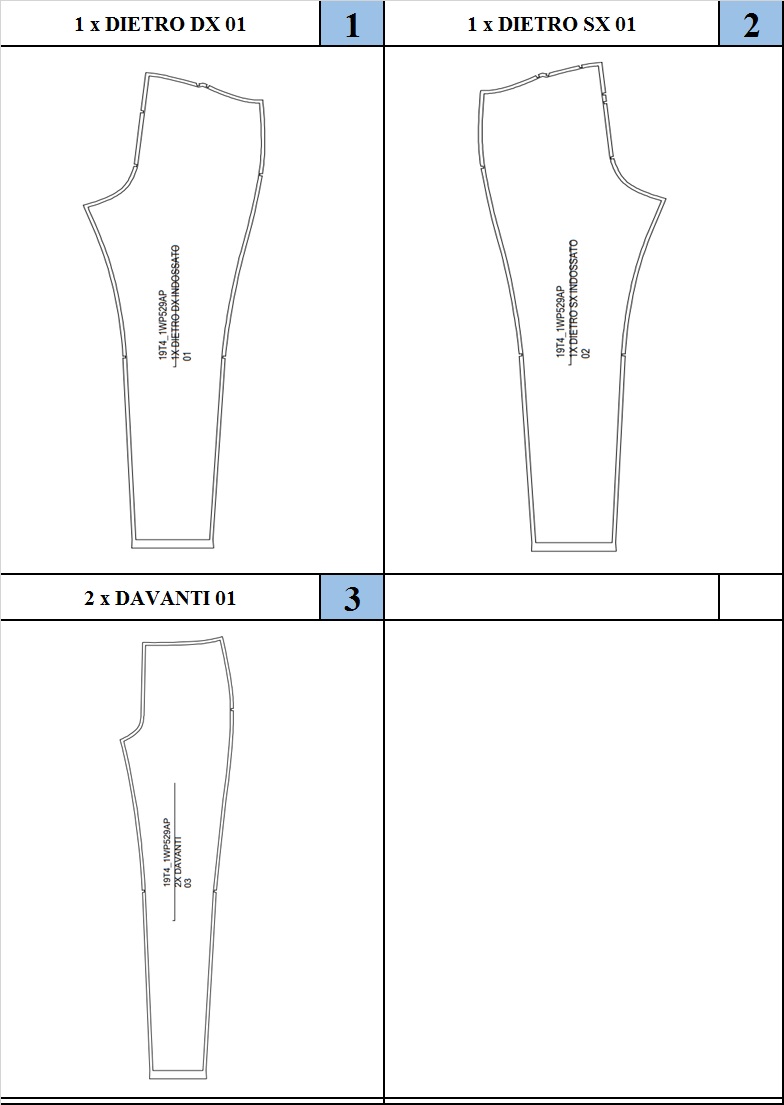 1 x DIETRO DX 01
1
1 x DIETRO SX 01
2
19T4_1WP529AP
1X DIETRO DX INDOSSATO
01
19T4_1WP529AP
1X DIETRO SX INDOSSATO
02
2 x DAVANTI 01
3
19T4_1WP529AP
2X DAVANTI
03